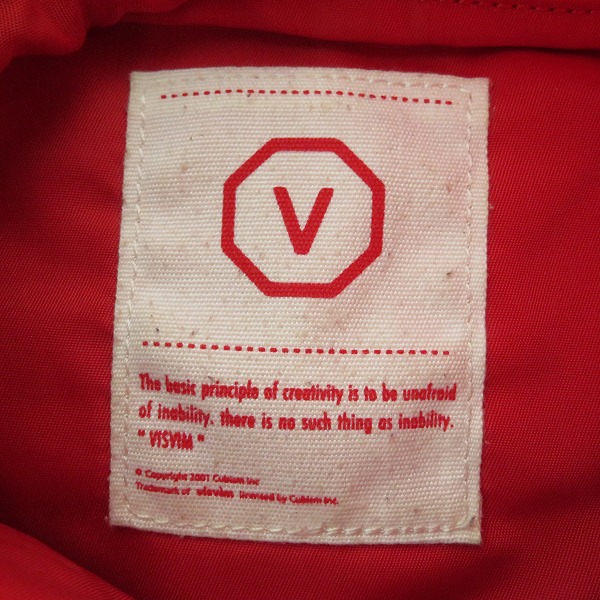 V
The basic principle of creativity is to be unafraid
of inability. there is no such thing as inability.
" VISVIM "
© Copyright 2001 Cubism Inc
Trademark of visvim licensed by Cubism Inc.